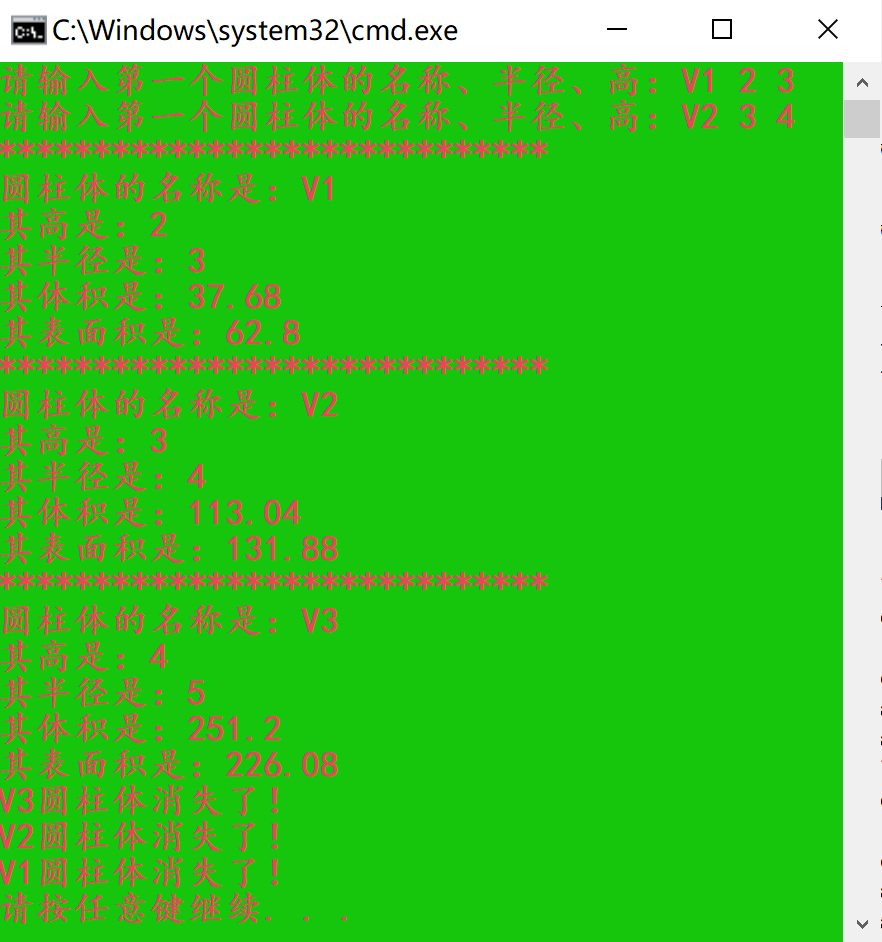 C:\Windows\system32\cmd.exe
请输入第一个圆柱体的名称、半径、高：V1 2 3
请输入第一个圆柱体的名称、半径、高：V2 3 4
*****************************
圆柱体的名称是：V1
其高是：2
其半径是：3
其体积是：37.68
其表面积是：62.8
*****************************
圆柱体的名称是：V2
其高是：3
其半径是：4
其体积是：113.04
其表面积是：131.88
*****************************
圆柱体的名称是：V3
其高是：4
其半径是：5
其体积是：251.2
其表面积是：226.08
V3圆柱体消失了！
V2圆柱体消失了！
V1圆柱体消失了！
请按任意键继续. . .